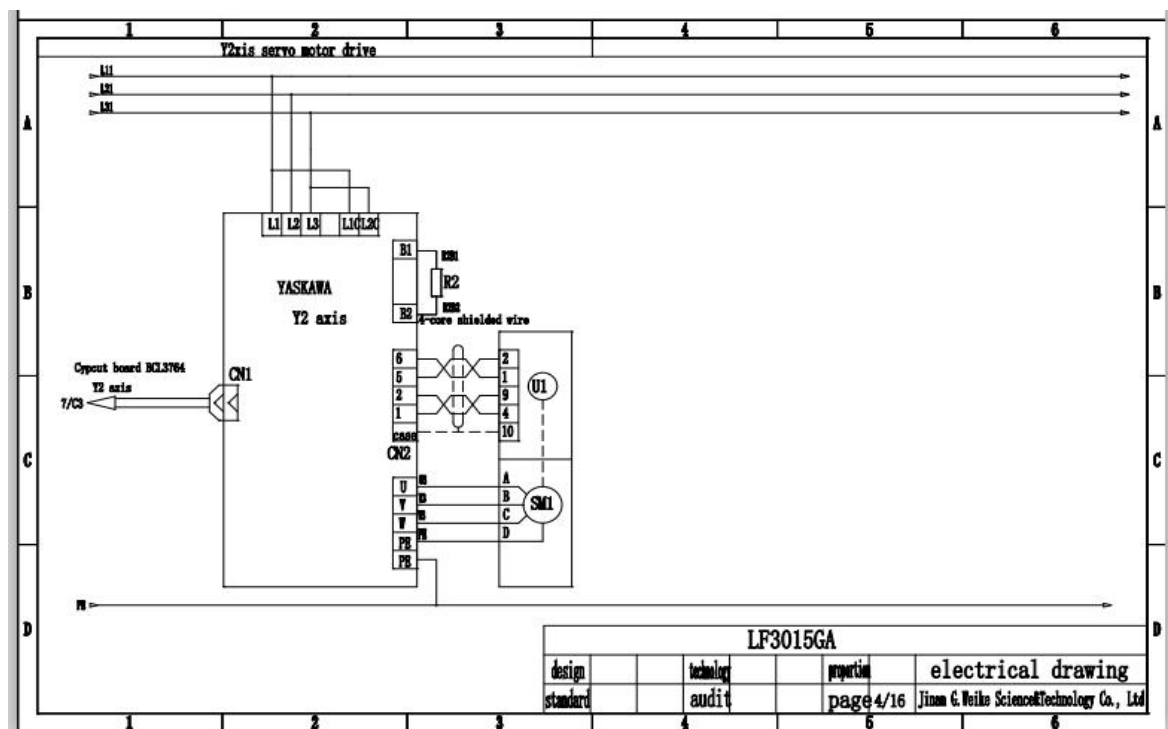 1 2 3 4 5 6
Y2xis servo motor drive
L11
L21
L31
A A
L1 L2 L3 L1C L2C
B1
R2
B2
B B
YASKAWA
Y2 axis
4-core shielded wire
6 2
5 1
2 9
1 4
case 10
U1
Cypcut board BCL3764
Y2 axis
7/C3
CN1
CN2
C C
U A
V B
W C
PE PE D
SM1
PE
PE
D D
LF3015GA
design technology proportion electrical drawing
standard audit page 4/16 Jinan G.Weike Science&Technology Co., Ltd
1 2 3 4 5 6